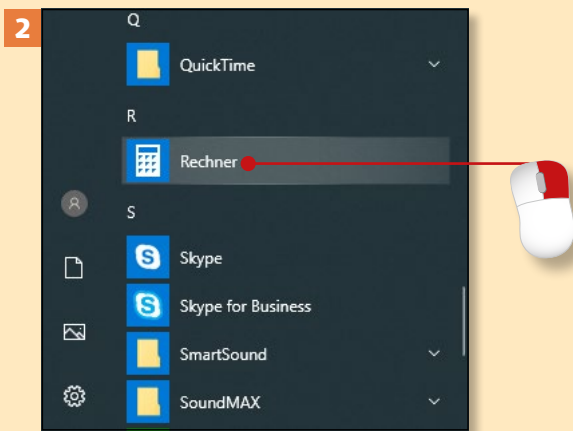 2
Q
QuickTime
R
Rechner
S
Skype
Skype for Business
SmartSound
SoundMAX